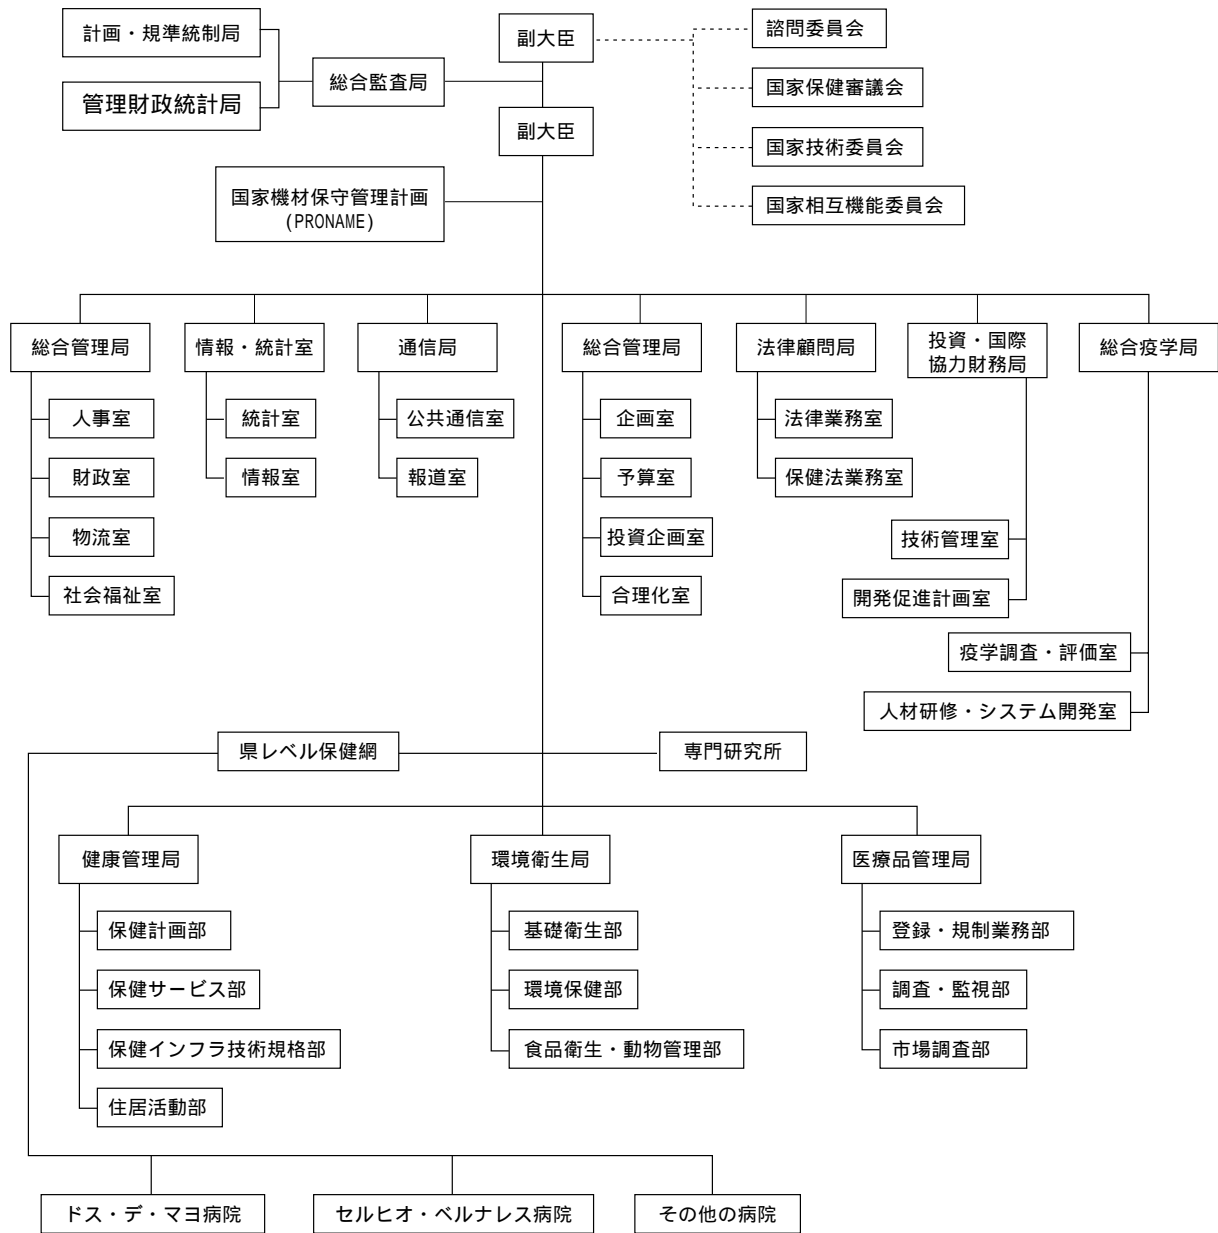 計画・規準統制局
副大臣
諮問委員会
総合監査局
国家保健審議会
管理財政統計局
副大臣
国家技術委員会
国家機材保守管理計画
(PRONAME)
国家相互機能委員会
総合管理局
情報・統計室
通信局
総合管理局
法律顧問局
投資・国際
協力財務局
総合疫学局
人事室
統計室
公共通信室
企画室
法律業務室
財政室
情報室
報道室
予算室
保健法業務室
物流室
投資企画室
技術管理室
社会福祉室
合理化室
開発促進計画室
疫学調査・評価室
人材研修・システム開発室
県レベル保健網
専門研究所
健康管理局
環境衛生局
医療品管理局
保健計画部
基礎衛生部
登録・規制業務部
保健サービス部
環境保健部
調査・監視部
保健インフラ技術規格部
食品衛生・動物管理部
市場調査部
住居活動部
ドス・デ・マヨ病院
セルヒオ・ベルナレス病院
その他の病院